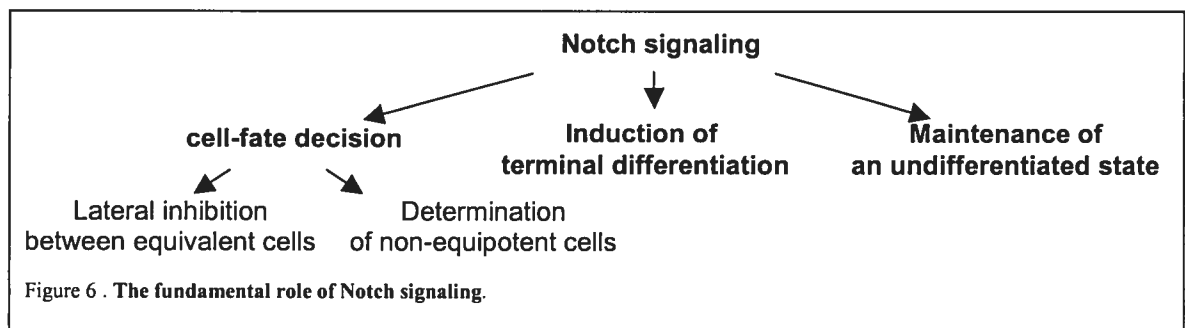 Notch signaling
cell-fate decision
Induction of
terminal differentiation
Maintenance of
an undifferentiated state
Lateral inhibition
between equivalent cells
Determination
of non-equipotent cells
Figure 6 . The fundamental role of Notch signaling.